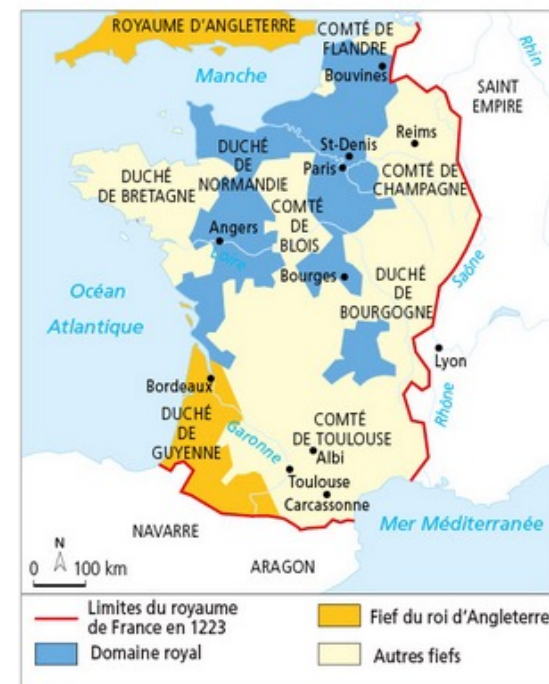 ROYAUME D'ANGLETERRE
COMTÉ DE
FLANDRE
Bouvines
Manche
Rhin
SAINT
EMPIRE
Reims
St-Denis
Paris
DUCHÉ
DE
NORMANDIE
COMTÉ DE
CHAMPAGNE
DUCHÉ
DE BRETAGNE
COMTÉ
DE
BLOIS
Angers
Loire
Bourges
DUCHÉ
DE
BOURGOGNE
Saône
Océan
Atlantique
Lyon
Rhône
Bordeaux
DUCHÉ
DE
GUYENNE
Garonne
COMTÉ
DE TOULOUSE
Albi
Toulouse
Carcassonne
Mer Méditerranée
NAVARRE
ARAGON
N
0 100 km
Limites du royaume
de France en 1223
Domaine royal
Fief du roi d'Angleterre
Autres fiefs